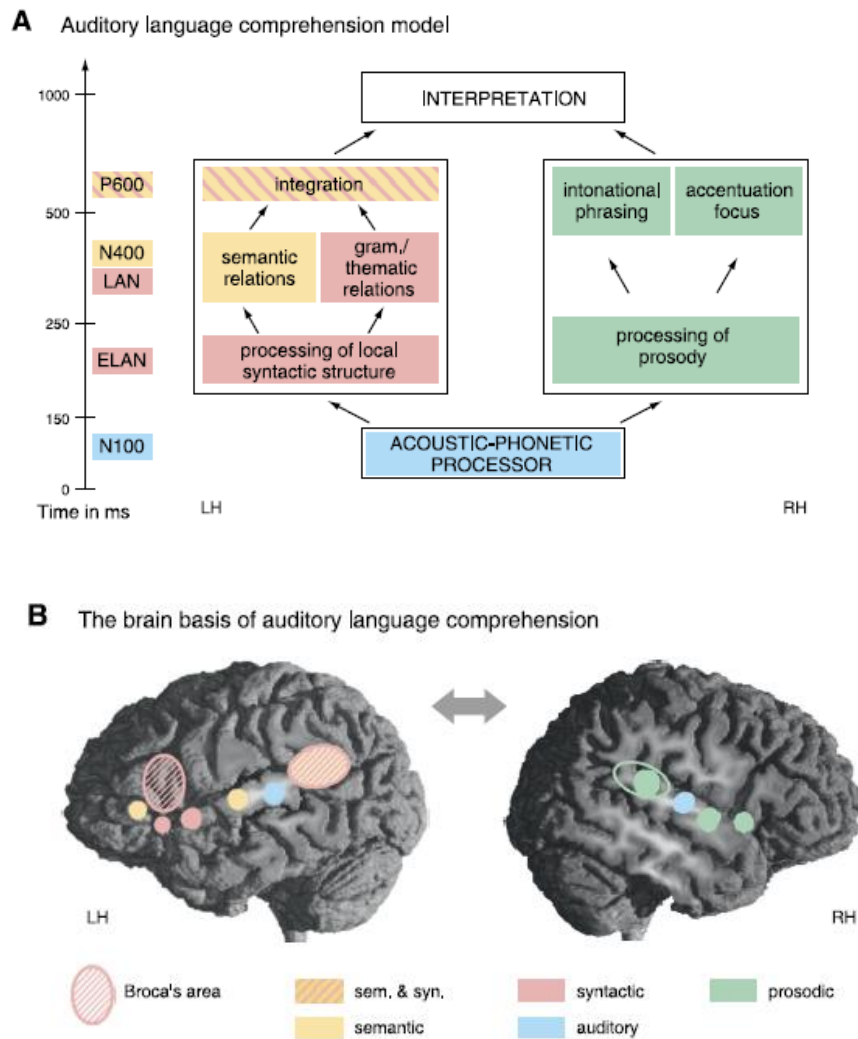 A Auditory language comprehension model
1000
INTERPRETATION
P600
integration
intonational
phrasing
accentuation
focus
500
N400
semantic
relations
gram./
thematic
relations
LAN
250
ELAN
processing of local
syntactic structure
processing of
prosody
150
N100
ACOUSTIC-PHONETIC
PROCESSOR
0
Time in ms
LH
RH
B The brain basis of auditory language comprehension
LH
RH
Broca's area
sem. & syn.
syntactic
prosodic
semantic
auditory